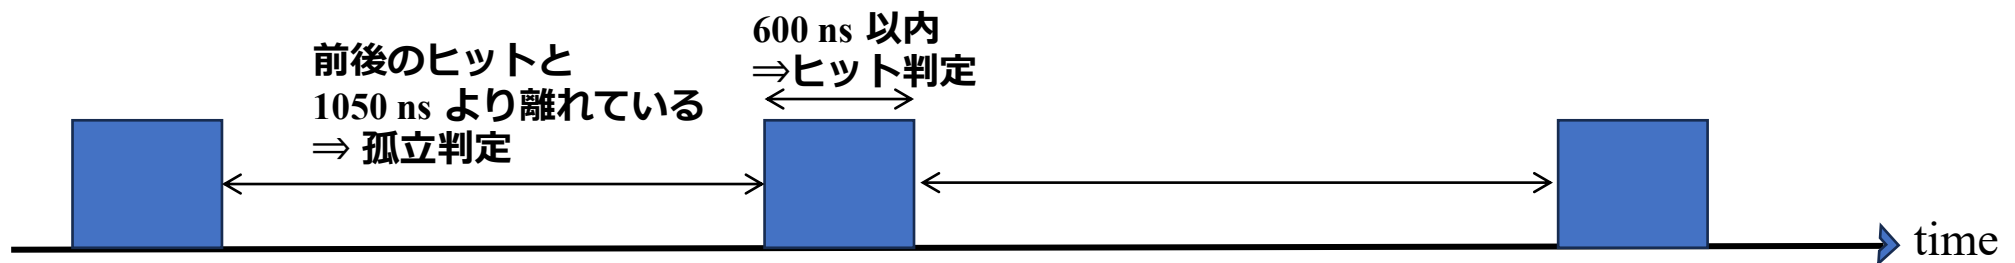 前後のヒットと
1050 ns より離れている
⇒ 孤立判定
600 ns 以内
⇒ヒット判定
time